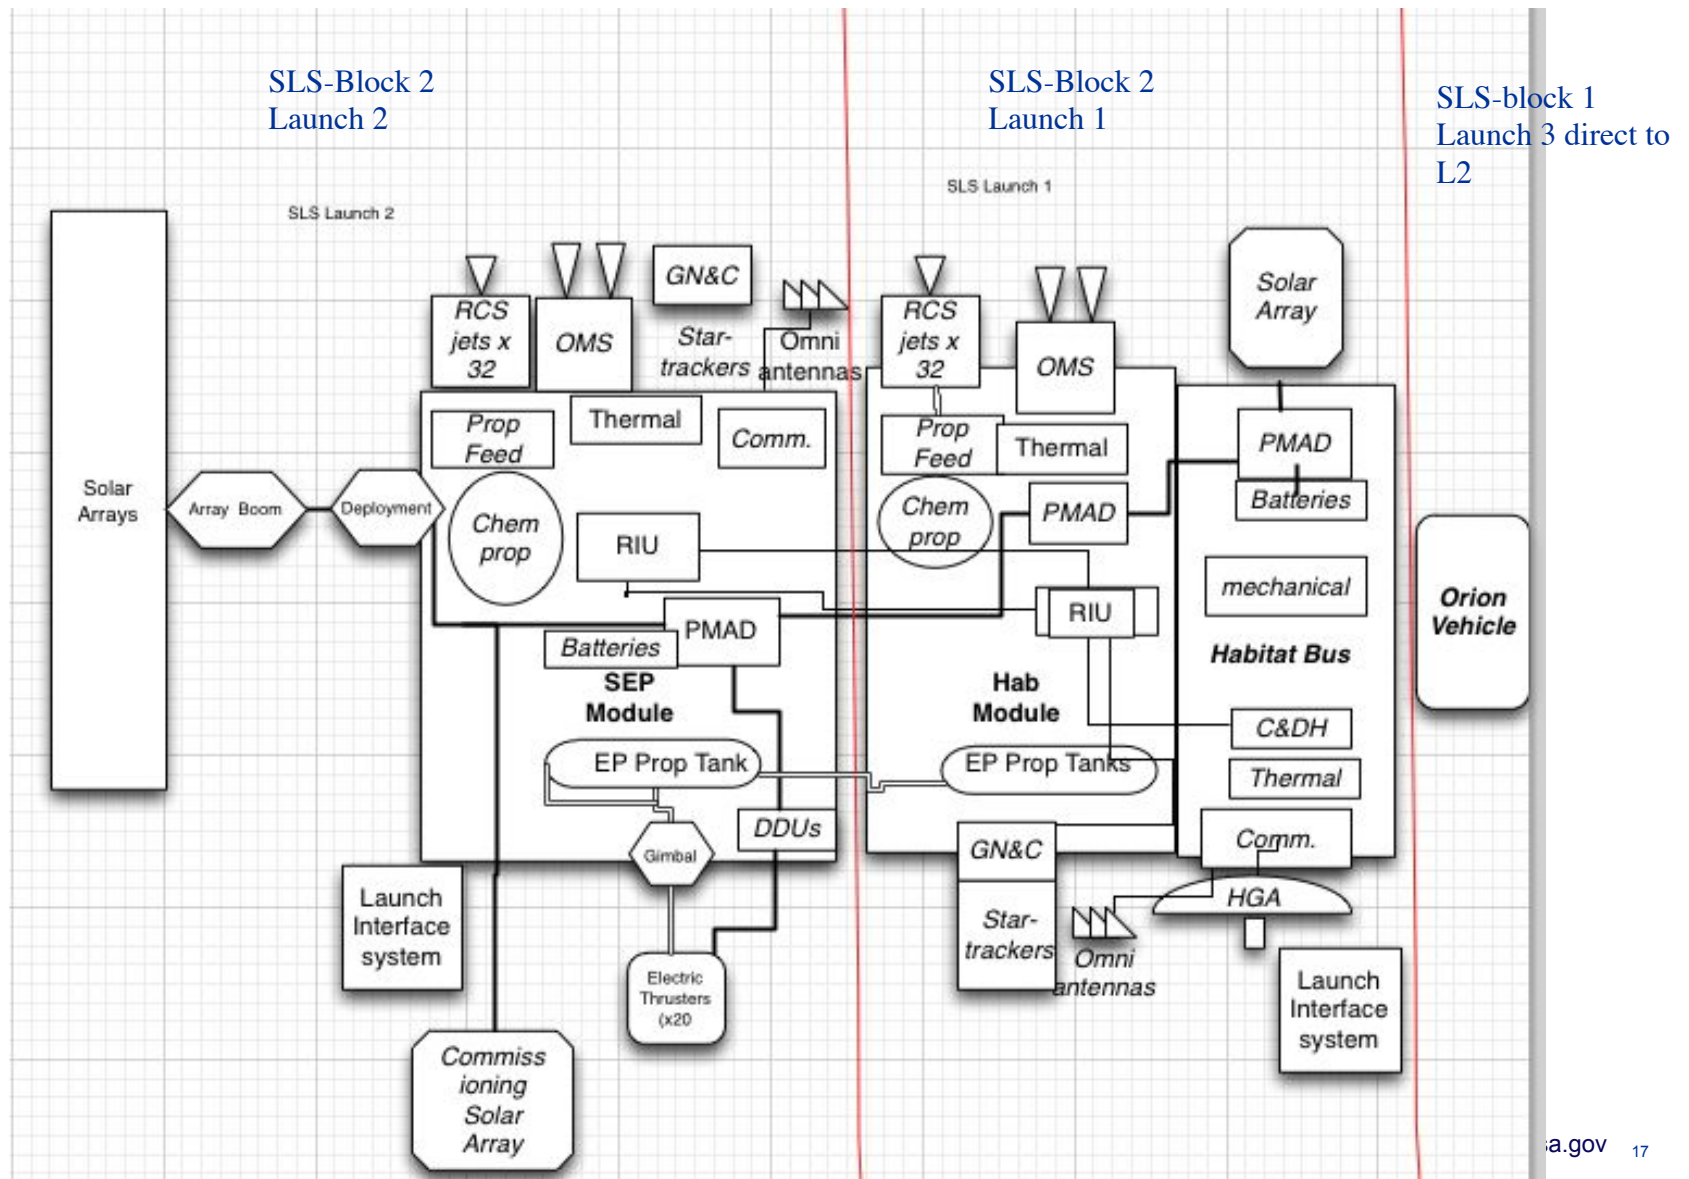 SLS-Block 2
Launch 2
SLS-Block 2
Launch 1
SLS-block 1
Launch 3 direct to
L2
SLS Launch 2
SLS Launch 1
Solar
Arrays
Array Boom
Deployment
RCS
jets x
32
OMS
GN&C
Star-
trackers
Omni
antennas
Prop
Feed
Thermal
Comm.
Chem
prop
RIU
PMAD
Batteries
SEP
Module
EP Prop Tank
DDUs
Gimbal
Launch
Interface
system
Electric
Thrusters
(x20
Commiss
ioning
Solar
Array
RCS
jets x
32
OMS
Prop
Feed
Thermal
Chem
prop
PMAD
RIU
Hab
Module
EP Prop Tanks
GN&C
Star-
trackers
Omni
antennas
Solar
Array
PMAD
Batteries
mechanical
Habitat Bus
C&DH
Thermal
Comm.
HGA
Launch
Interface
system
Orion
Vehicle
sa.gov
17